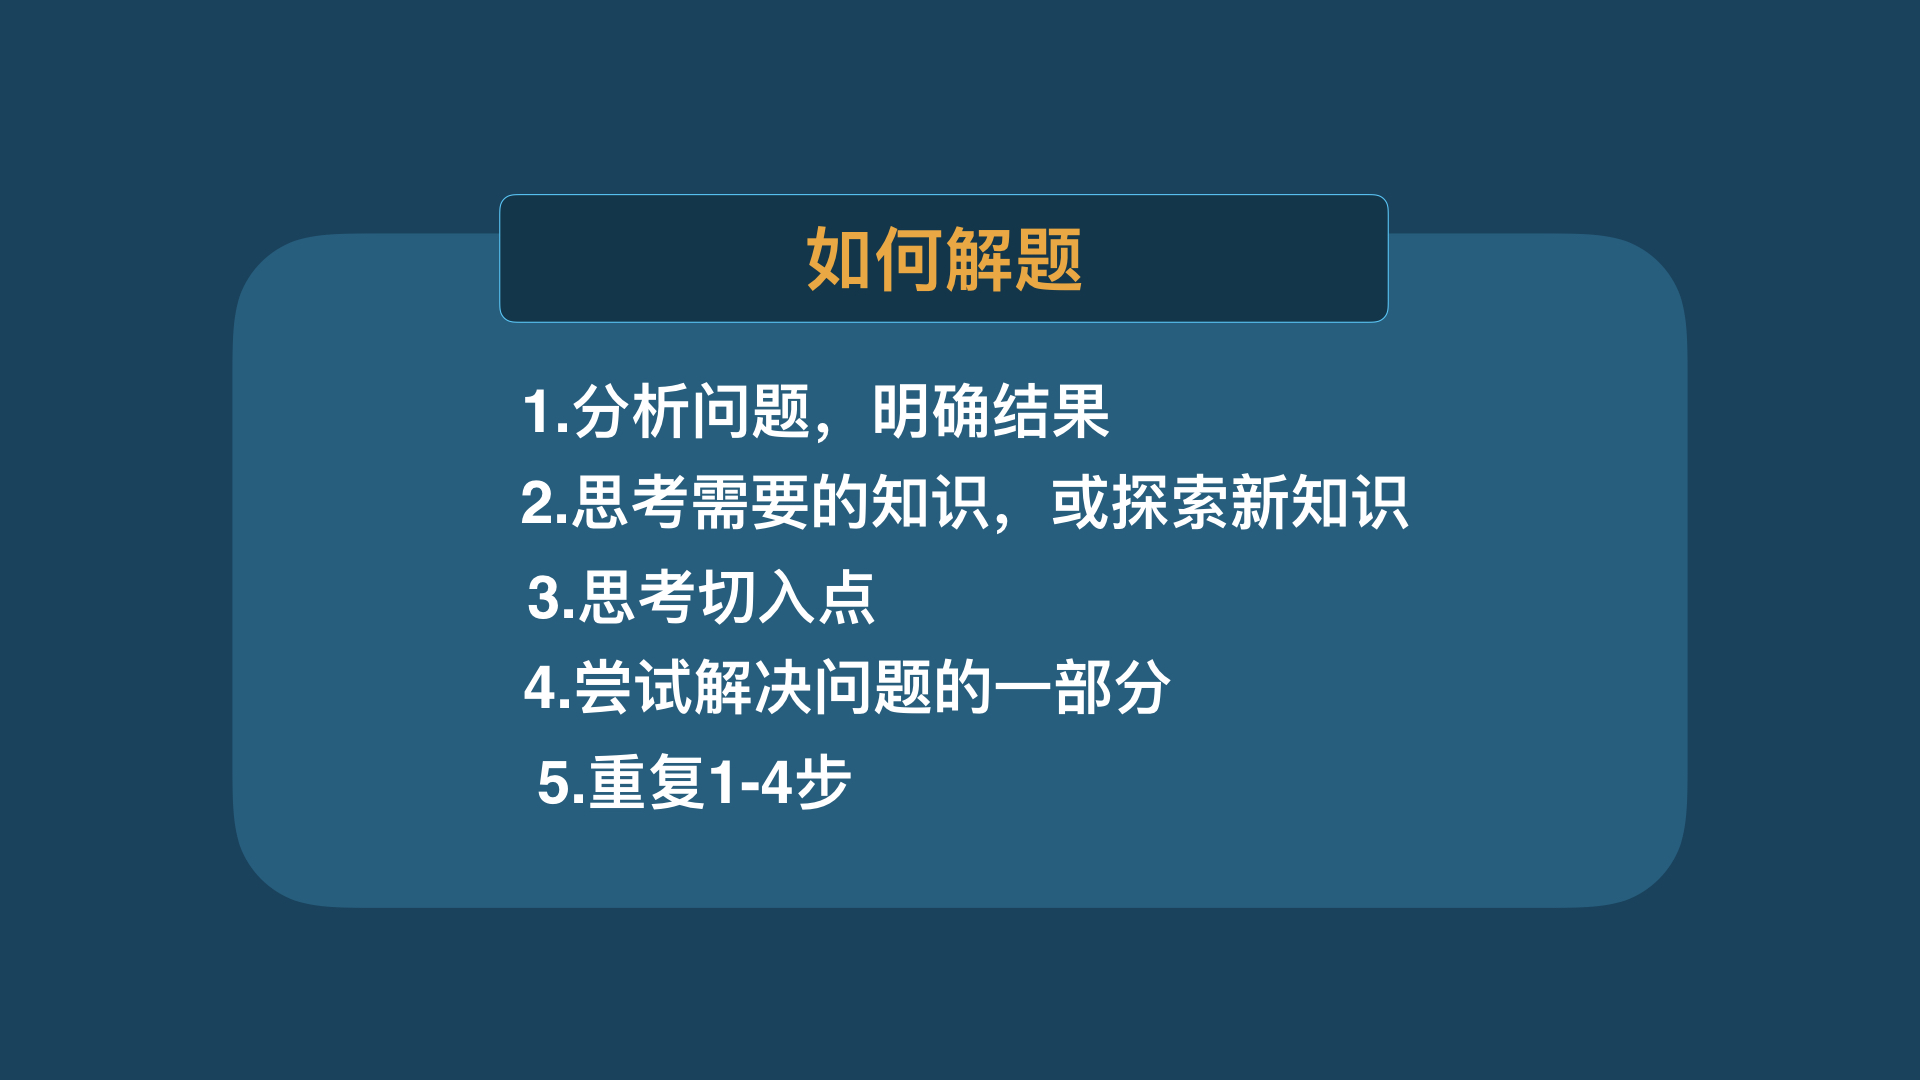 如何解题
1.分析问题，明确结果
2.思考需要的知识，或探索新知识
3.思考切入点
4.尝试解决问题的一部分
5.重复1-4步